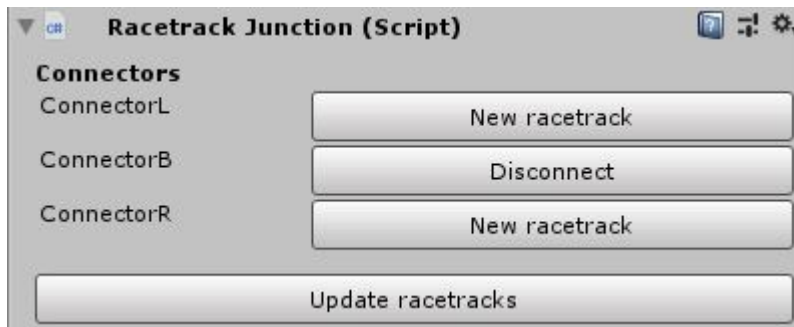 c# Racetrack Junction (Script)
Connectors
ConnectorL New racetrack
ConnectorB Disconnect
ConnectorR New racetrack
Update racetracks